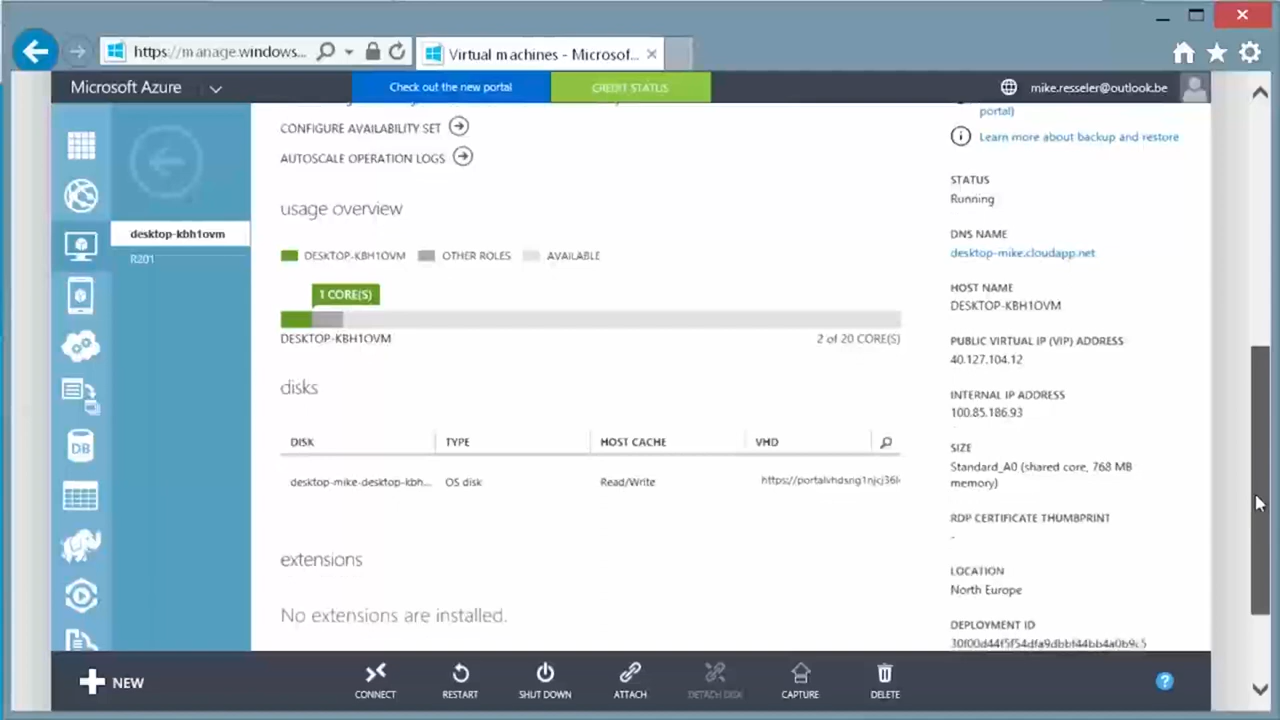 https://manage.windows...
Virtual machines - Microsof...
Microsoft Azure
Check out the new portal
CREDIT STATUS
mike.resseler@outlook.be
desktop-kbh1ovm
R201
CONFIGURE AVAILABILITY SET
AUTOSCALE OPERATION LOGS
usage overview
DESKTOP-KBH1OVM
OTHER ROLES
AVAILABLE
1 CORE(S)
DESKTOP-KBH1OVM
2 of 20 CORE(S)
disks
DISK
TYPE
HOST CACHE
VHD
desktop-mike-desktop-kbh...
OS disk
Read/Write
extensions
No extensions are installed.
portal)
Learn more about backup and restore
STATUS
Running
DNS NAME
desktop-mike.cloudapp.net
HOST NAME
DESKTOP-KBH1OVM
PUBLIC VIRTUAL IP (VIP) ADDRESS
40.127.104.12
INTERNAL IP ADDRESS
100.85.186.93
SIZE
Standard_A0 (shared core, 768 MB
memory)
RDP CERTIFICATE THUMBPRINT
-
LOCATION
North Europe
DEPLOYMENT ID
DB
NEW
CONNECT
RESTART
SHUT DOWN
ATTACH
DETACH DISK
CAPTURE
DELETE
?